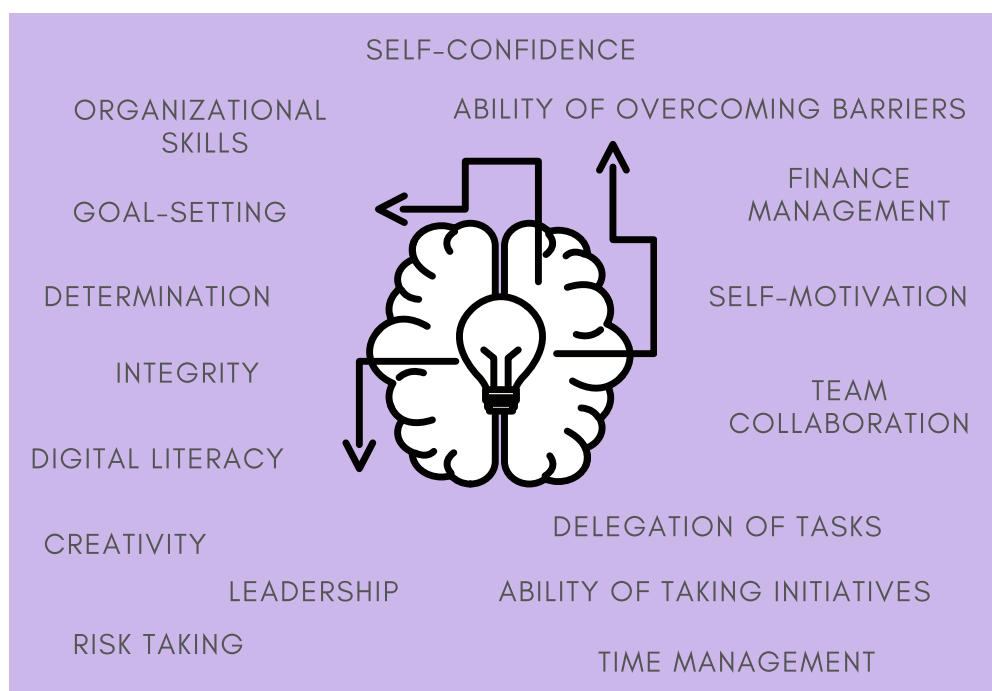 SELF-CONFIDENCE
ORGANIZATIONAL
SKILLS
ABILITY OF OVERCOMING BARRIERS
FINANCE
MANAGEMENT
GOAL-SETTING
DETERMINATION
SELF-MOTIVATION
INTEGRITY
TEAM
COLLABORATION
DIGITAL LITERACY
DELEGATION OF TASKS
CREATIVITY
LEADERSHIP
ABILITY OF TAKING INITIATIVES
RISK TAKING
TIME MANAGEMENT